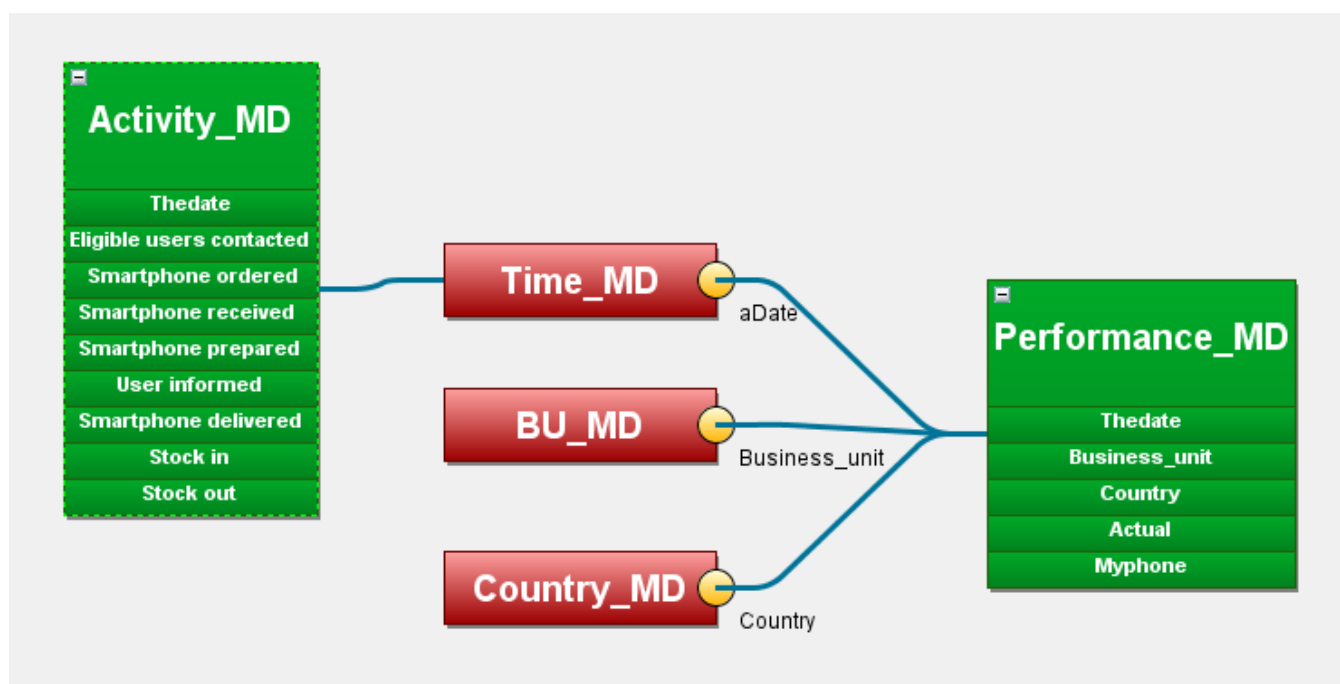 Activity_MD
Thedate
Eligible users contacted
Smartphone ordered
Smartphone received
Smartphone prepared
User informed
Smartphone delivered
Stock in
Stock out
Time_MD
aDate
BU_MD
Business_unit
Country_MD
Country
Performance_MD
Thedate
Business_unit
Country
Actual
Myphone